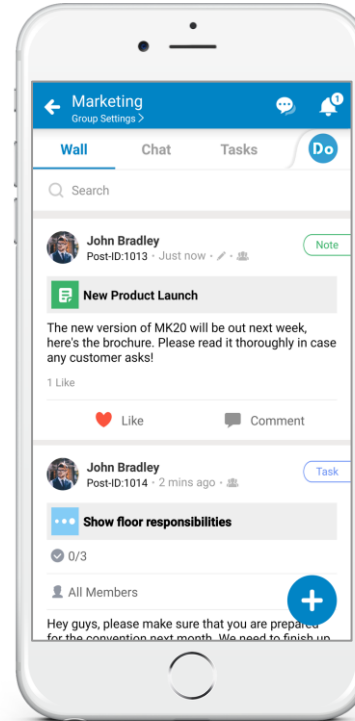 Marketing
1
Group Settings >
Wall Chat Tasks Do
Search
John Bradley
Note
Post-ID:1013 · Just now ·
New Product Launch
The new version of MK20 will be out next week,
here's the brochure. Please read it thoroughly in case
any customer asks!
1 Like
Like Comment
John Bradley
Task
Post-ID:1014 · 2 mins ago ·
Show floor responsibilities
0/3
All Members
Hey guys, please make sure that you are prepared
for the convention next month. We need to finish up